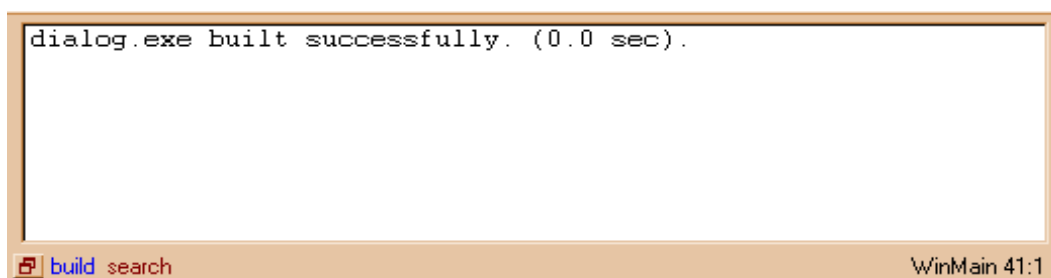 dialog.exe built successfully. (0.0 sec).
build search WinMain 41:1